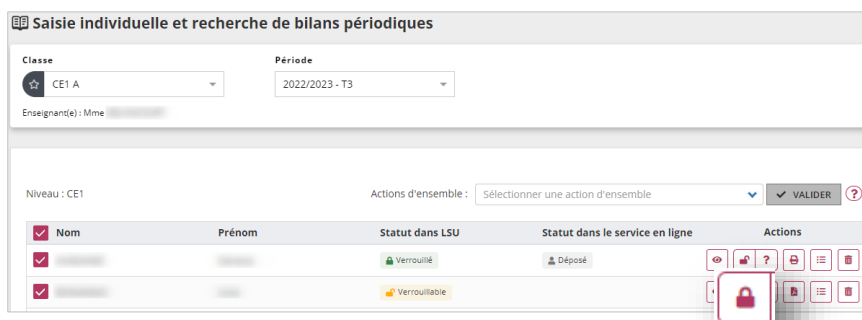 Saisie individuelle et recherche de bilans périodiques
Classe Période
CE1 A 2022/2023 - T3
Enseignant(e) : Mme
Niveau : CE1 Actions d'ensemble : Sélectionner une action d'ensemble VALIDER ?
Nom Prénom Statut dans LSU Statut dans le service en ligne Actions
Verrouillé Déposé ?
Verrouillable